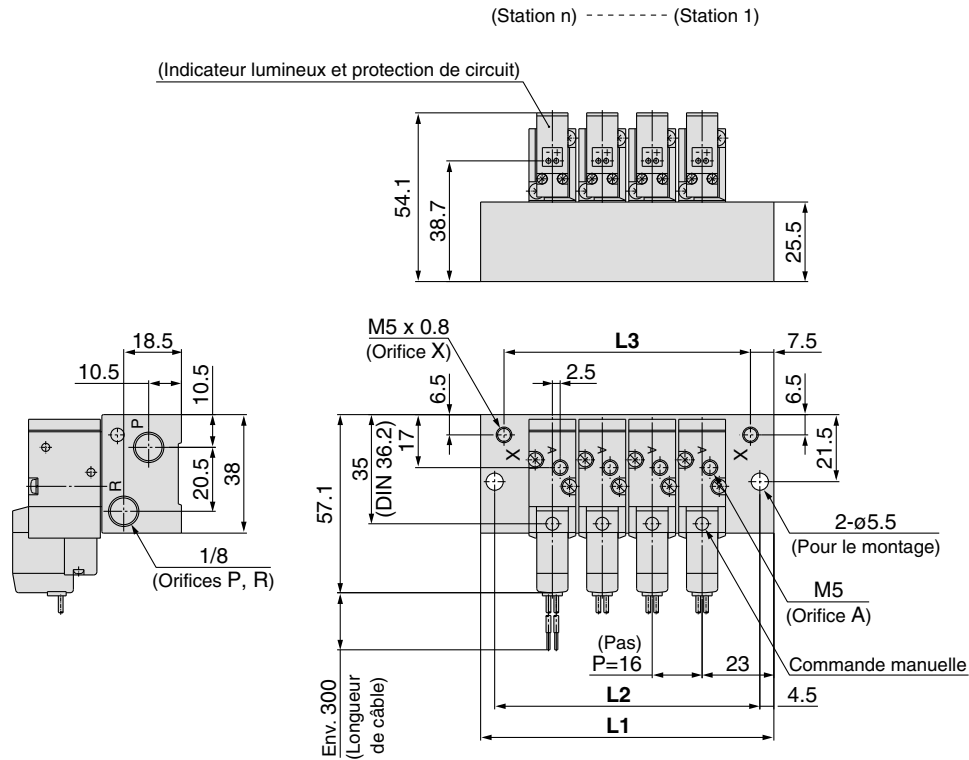 (Station n) -------- (Station 1)
(Indicateur lumineux et protection de circuit)
- +
- +
- +
- +
54.1
38.7
25.5
18.5
10.5
10.5
P
R
20.5
38
1/8
(Orifices P, R)
M5 x 0.8
(Orifice X)
L3
7.5
2.5
6.5
6.5
57.1
35
(DIN 36.2)
17
21.5
X
A
A
A
A
X
2-ø5.5
(Pour le montage)
M5
(Orifice A)
Commande manuelle
(Pas)
P=16
23
L2
4.5
L1
Env. 300
(Longueur
de câble)